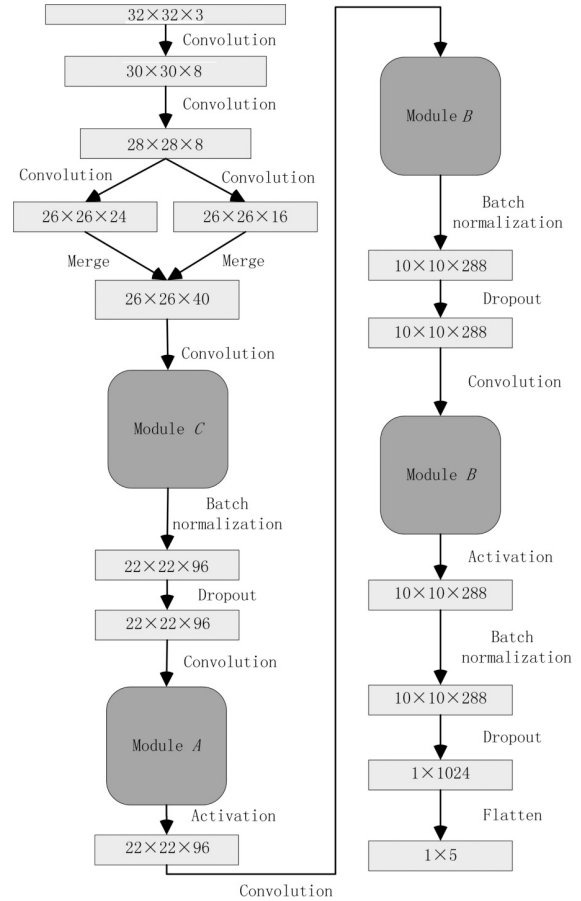 32×32×3
Convolution
30×30×8
Convolution
28×28×8
Convolution
Convolution
26×26×24
26×26×16
Merge
Merge
26×26×40
Convolution
Module C
Batch
normalization
22×22×96
Dropout
22×22×96
Convolution
Module A
Activation
22×22×96
Convolution
Module B
Batch
normalization
10×10×288
Dropout
10×10×288
Convolution
Module B
Activation
10×10×288
Batch
normalization
10×10×288
Dropout
1×1024
Flatten
1×5